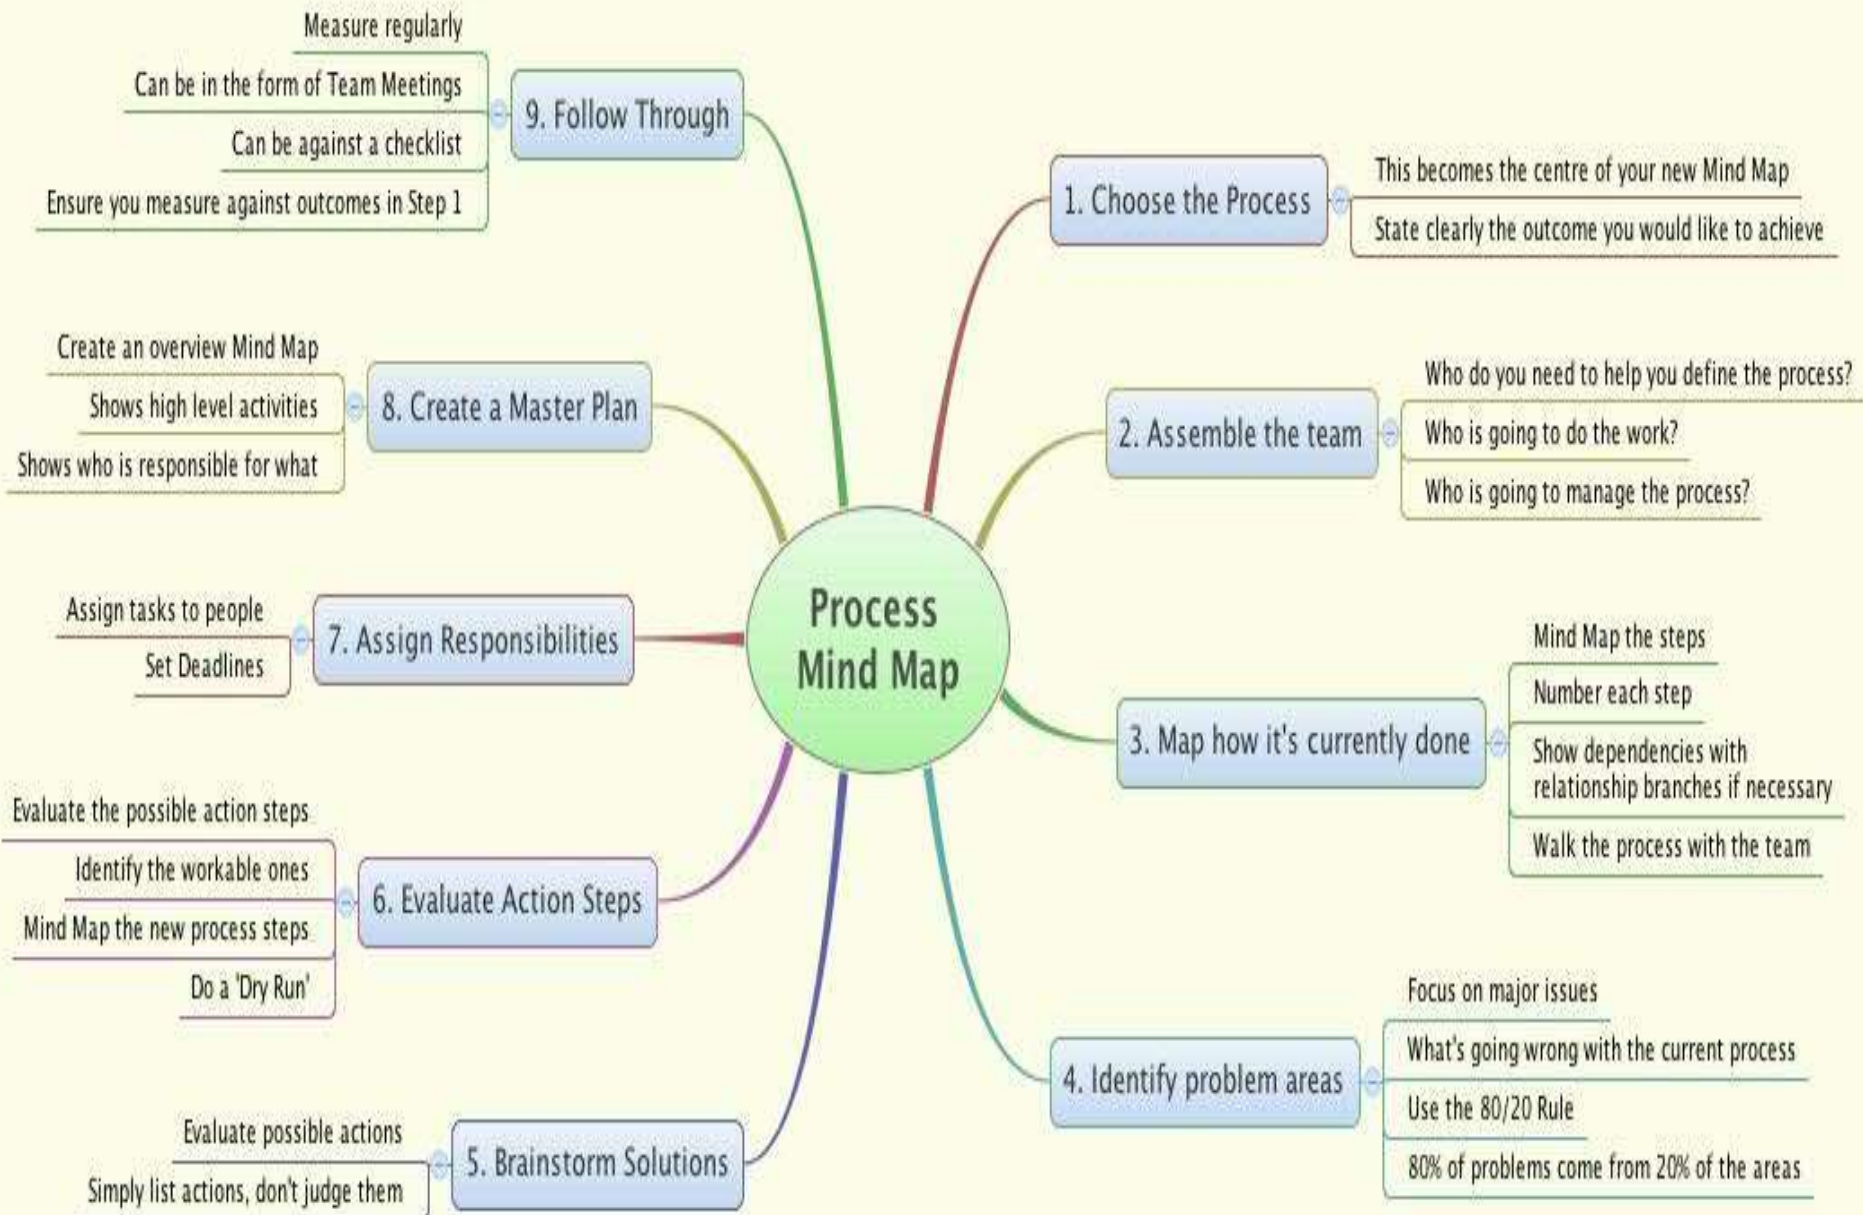 Process
Mind Map
1. Choose the Process
This becomes the centre of your new Mind Map
State clearly the outcome you would like to achieve
2. Assemble the team
Who do you need to help you define the process?
Who is going to do the work?
Who is going to manage the process?
3. Map how it's currently done
Mind Map the steps
Number each step
Show dependencies with
relationship branches if necessary
Walk the process with the team
4. Identify problem areas
Focus on major issues
What's going wrong with the current process
Use the 80/20 Rule
80% of problems come from 20% of the areas
5. Brainstorm Solutions
Evaluate possible actions
Simply list actions, don't judge them
6. Evaluate Action Steps
Evaluate the possible action steps
Identify the workable ones
Mind Map the new process steps
Do a 'Dry Run'
7. Assign Responsibilities
Assign tasks to people
Set Deadlines
8. Create a Master Plan
Create an overview Mind Map
Shows high level activities
Shows who is responsible for what
9. Follow Through
Measure regularly
Can be in the form of Team Meetings
Can be against a checklist
Ensure you measure against outcomes in Step 1